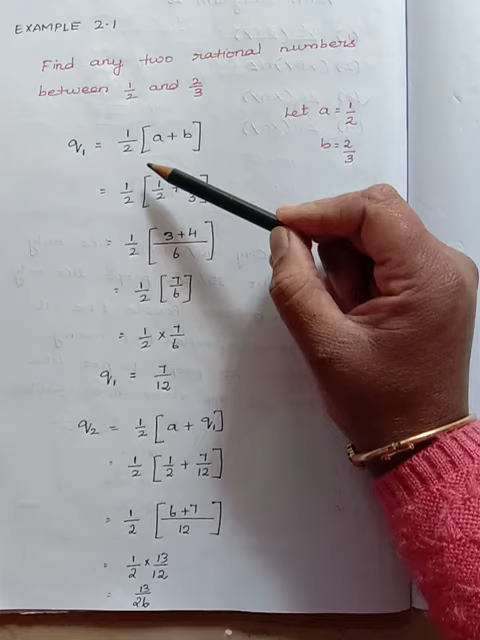 EXAMPLE 2.1
Find any two rational numbers
between 1/2 and 2/3
Let a = 1/2
b = 2/3
q₁ = 1/2 [a + b]
= 1/2 [1/2 + 3]
= 1/2 [3+4/6]
= 1/2 [7/6]
= 1/2 × 7/6
q₁ = 7/12
q₂ = 1/2 [a + q₁]
= 1/2 [1/2 + 7/12]
= 1/2 [6+7/12]
= 1/2 × 13/12
= 13/26